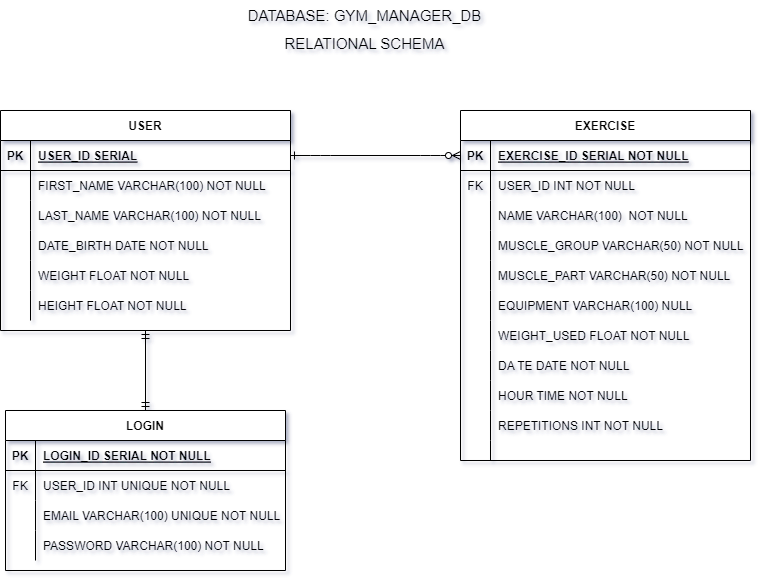 DATABASE: GYM_MANAGER_DB
RELATIONAL SCHEMA
USER
PK USER_ID SERIAL
FIRST_NAME VARCHAR(100) NOT NULL
LAST_NAME VARCHAR(100) NOT NULL
DATE_BIRTH DATE NOT NULL
WEIGHT FLOAT NOT NULL
HEIGHT FLOAT NOT NULL
EXERCISE
PK EXERCISE_ID SERIAL NOT NULL
FK USER_ID INT NOT NULL
NAME VARCHAR(100) NOT NULL
MUSCLE_GROUP VARCHAR(50) NOT NULL
MUSCLE_PART VARCHAR(50) NOT NULL
EQUIPMENT VARCHAR(100) NULL
WEIGHT_USED FLOAT NOT NULL
DA TE DATE NOT NULL
HOUR TIME NOT NULL
REPETITIONS INT NOT NULL
LOGIN
PK LOGIN_ID SERIAL NOT NULL
FK USER_ID INT UNIQUE NOT NULL
EMAIL VARCHAR(100) UNIQUE NOT NULL
PASSWORD VARCHAR(100) NOT NULL